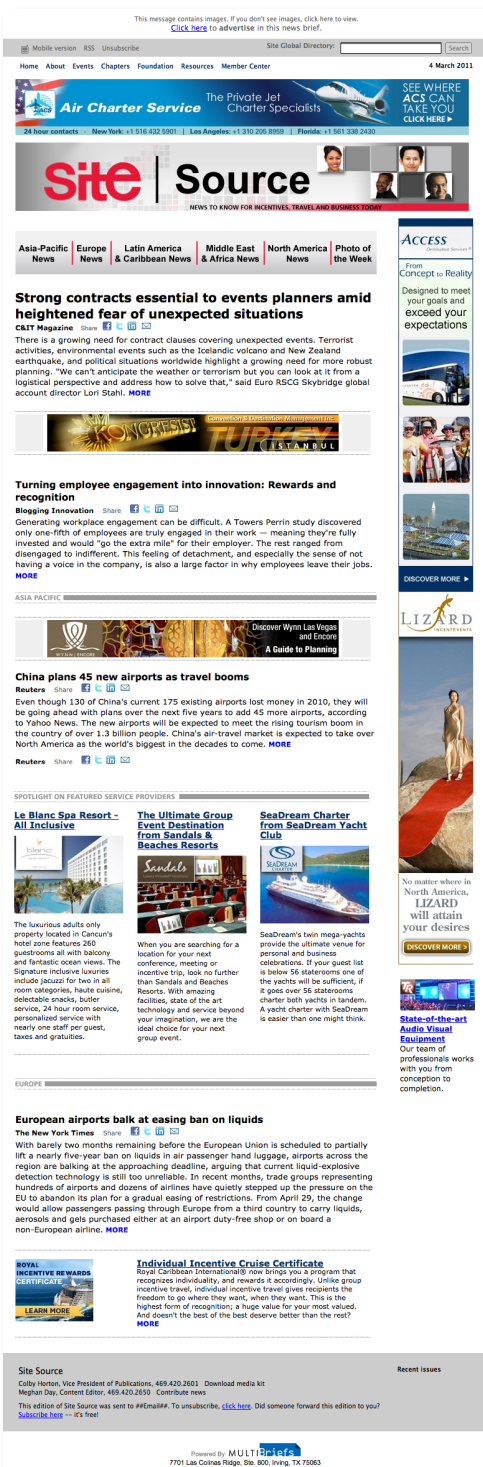 This message contains images. If you don't see images, click here to view.
Click here to advertise in this news brief.
Mobile version RSS Unsubscribe
Site Global Directory:
Search
Home About Events Chapters Foundation Resources Member Center
4 March 2011
ACS
Air Charter Service
The Private Jet
Charter Specialists
SEE WHERE
ACS CAN
TAKE YOU
CLICK HERE
24 hour contacts - New York: +1 516 432 5901 | Los Angeles: +1 310 205 8959 | Florida: +1 561 338 2430
Site | Source
NEWS TO KNOW FOR INCENTIVES, TRAVEL AND BUSINESS TODAY
Asia-Pacific
News
Europe
News
Latin America
& Caribbean News
Middle East
& Africa News
North America
News
Photo of
the Week
Strong contracts essential to events planners amid
heightened fear of unexpected situations
C&IT Magazine Share
There is a growing need for contract clauses covering unexpected events. Terrorist
activities, environmental events such as the Icelandic volcano and New Zealand
earthquake, and political situations worldwide highlight a growing need for more robust
planning. "We can't anticipate the weather or terrorism but you can look at it from a
logistical perspective and address how to solve that," said Euro RSCG Skybridge global
account director Lori Stahl. MORE
KONGRESIST
Convention & Destination Management Inc.
TURKEY
ISTANBUL
Turning employee engagement into innovation: Rewards and
recognition
Blogging Innovation Share
Generating workplace engagement can be difficult. A Towers Perrin study discovered
only one-fifth of employees are truly engaged in their work — meaning they're fully
invested and would "go the extra mile" for their employer. The rest ranged from
disengaged to indifferent. This feeling of detachment, and especially the sense of not
having a voice in the company, is also a large factor in why employees leave their jobs.
MORE
ASIA PACIFIC
WYNN | ENCORE
Discover Wynn Las Vegas
and Encore
A Guide to Planning
China plans 45 new airports as travel booms
Reuters Share
Even though 130 of China's current 175 existing airports lost money in 2010, they will
be going ahead with plans over the next five years to add 45 more airports, according
to Yahoo News. The new airports will be expected to meet the rising tourism boom in
the country of over 1.3 billion people. China's air-travel market is expected to take over
North America as the world's biggest in the decades to come. MORE
Reuters Share
SPOTLIGHT ON FEATURED SERVICE PROVIDERS
Le Blanc Spa Resort -
All Inclusive
blanc
The luxurious adults only
property located in Cancun's
hotel zone features 260
guestrooms all with balcony
and fantastic ocean views. The
Signature inclusive luxuries
include Jacuzzi for two in all
room categories, haute cuisine,
delectable snacks, butler
service, 24 hour room service,
personalized service with
nearly one staff per guest,
taxes and gratuities.
The Ultimate Group
Event Destination
from Sandals &
Beaches Resorts
Sandals
When you are searching for a
location for your next
conference, meeting or
incentive trip, look no further
than Sandals and Beaches
Resorts. With amazing
facilities, state of the art
technology and service beyond
your imagination, we are the
ideal choice for your next
group event.
SeaDream Charter
from SeaDream Yacht
Club
SEADREAM
CHARTER
SeaDream's twin mega-yachts
provide the ultimate venue for
personal and business
celebrations. If your guest list
is below 56 staterooms one of
the yachts will be sufficient, if
it goes over 56 staterooms
charter both yachts in tandem.
A yacht charter with SeaDream
is easier than one might think.
EUROPE
European airports balk at easing ban on liquids
The New York Times Share
With barely two months remaining before the European Union is scheduled to partially
lift a nearly five-year ban on liquids in air passenger hand luggage, airports across the
region are balking at the approaching deadline, arguing that current liquid-explosive
detection technology is still too unreliable. In recent months, trade groups representing
hundreds of airports and dozens of airlines have quietly stepped up the pressure on the
EU to abandon its plan for a gradual easing of restrictions. From April 29, the change
would allow passengers passing through Europe from a third country to carry liquids,
aerosols and gels purchased either at an airport duty-free shop or on board a
non-European airline. MORE
ROYAL
INCENTIVE REWARDS
CERTIFICATE
LEARN MORE
Individual Incentive Cruise Certificate
Royal Caribbean International® now brings you a program that
recognizes individuality, and rewards it accordingly. Unlike group
incentive travel, individual incentive travel gives recipients the
freedom to go where they want, when they want. This is the
highest form of recognition; a huge value for your most valued.
And doesn't the best of the best deserve better than the rest?
MORE
ACCESS
Destination Services
From
Concept to Reality
Designed to meet
your goals and
exceed your
expectations
DISCOVER MORE
LIZARD
INCENTEVENTS
No matter where in
North America,
LIZARD
will attain
your desires
DISCOVER MORE >
State-of-the-art
Audio Visual
Equipment
Our team of
professionals works
with you from
conception to
completion.
Site Source
Colby Horton, Vice President of Publications, 469.420.2601 Download media kit
Meghan Day, Content Editor, 469.420.2650 Contribute news
This edition of Site Source was sent to ##Email##. To unsubscribe, click here. Did someone forward this edition to you?
Subscribe here -- it's free!
Recent issues
Powered By MULTIBriefs
7701 Las Colinas Ridge, Ste. 800, Irving, TX 75063